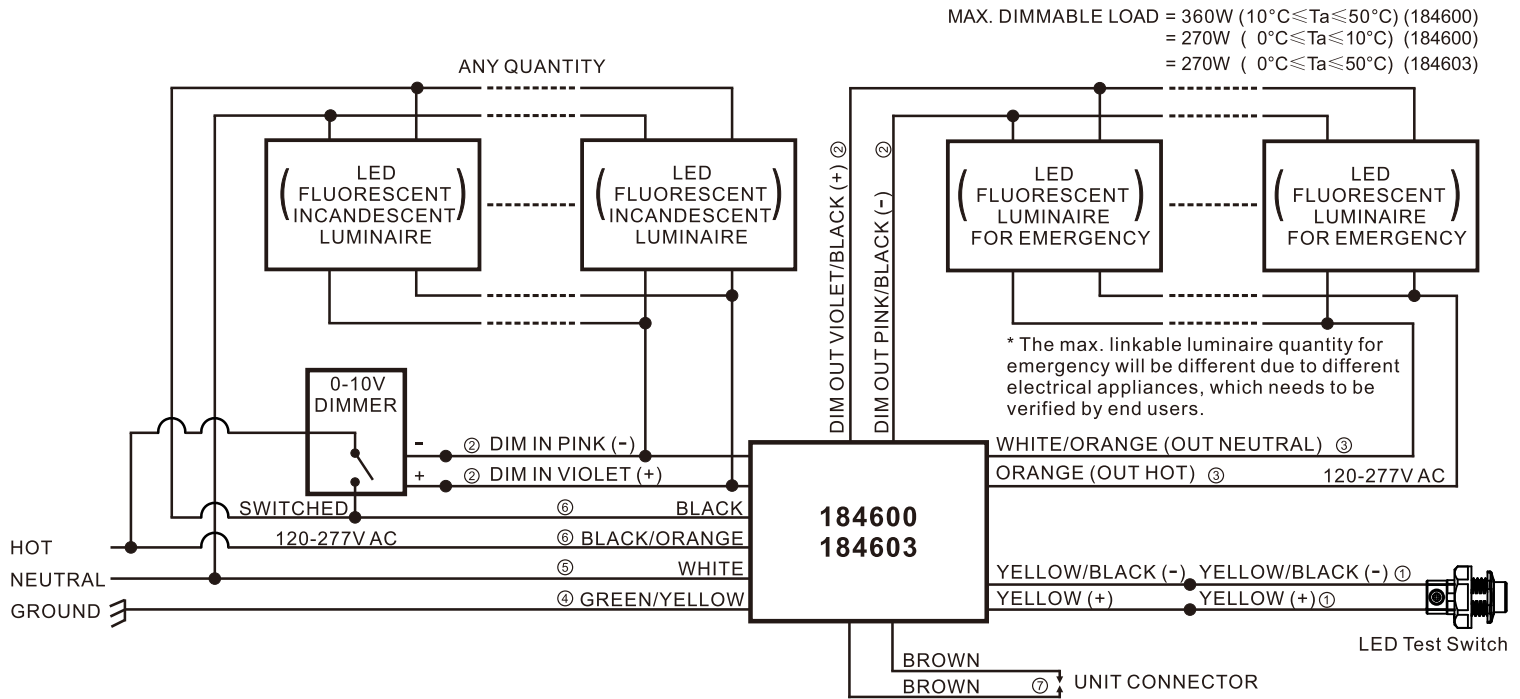 MAX. DIMMABLE LOAD = 360W (10°C≤Ta≤50°C) (184600)
= 270W ( 0°C≤Ta≤10°C) (184600)
= 270W ( 0°C≤Ta≤50°C) (184603)
ANY QUANTITY
( LED
FLUORESCENT
INCANDESCENT )
LUMINAIRE
( LED
FLUORESCENT
INCANDESCENT )
LUMINAIRE
DIM OUT VIOLET/BLACK (+) ②
DIM OUT PINK/BLACK (-) ②
( LED
FLUORESCENT )
LUMINAIRE
FOR EMERGENCY
( LED
FLUORESCENT )
LUMINAIRE
FOR EMERGENCY
* The max. linkable luminaire quantity for
emergency will be different due to different
electrical appliances, which needs to be
verified by end users.
0-10V
DIMMER
- ② DIM IN PINK (-)
+ ② DIM IN VIOLET (+)
SWITCHED ⑥ BLACK
HOT 120-277V AC ⑥ BLACK/ORANGE
NEUTRAL ⑤ WHITE
GROUND ④ GREEN/YELLOW
184600
184603
WHITE/ORANGE (OUT NEUTRAL) ③
ORANGE (OUT HOT) ③ 120-277V AC
YELLOW/BLACK (-) YELLOW/BLACK (-) ①
YELLOW (+) YELLOW (+) ①
LED Test Switch
BROWN
BROWN ⑦ UNIT CONNECTOR